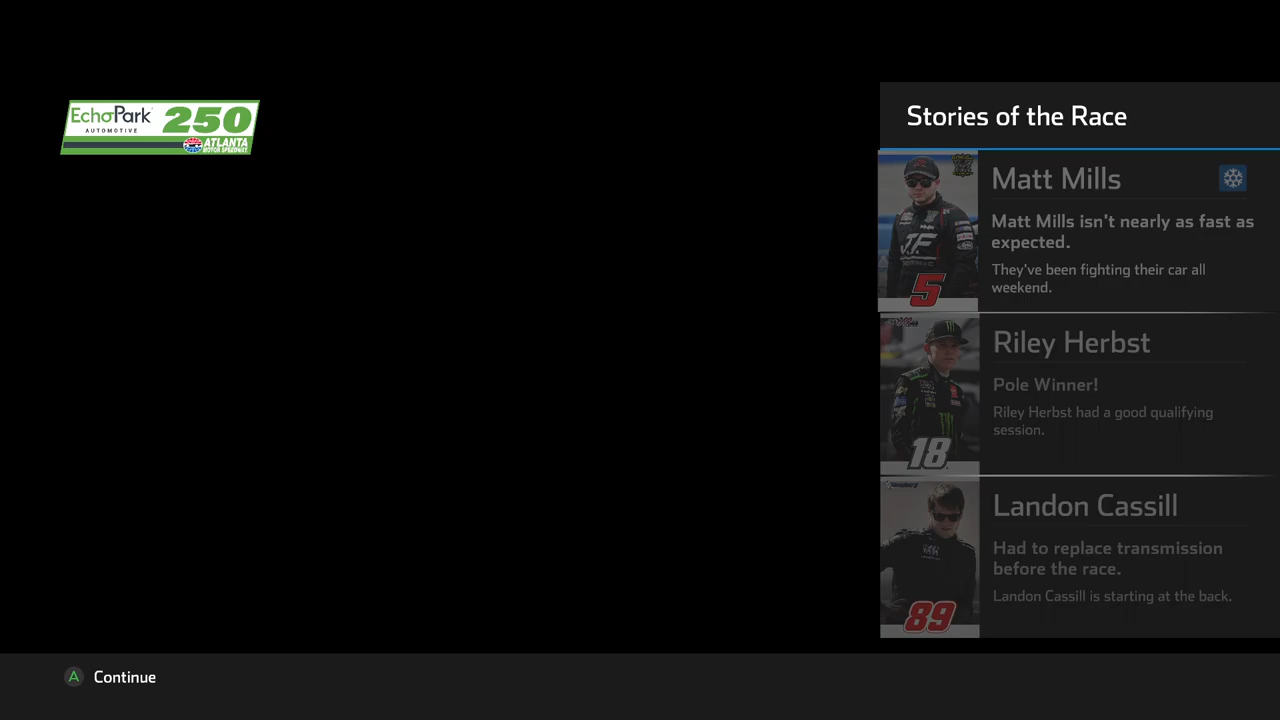 EchoPark
AUTOMOTIVE
250
ATLANTA
MOTOR SPEEDWAY
Stories of the Race
Matt Mills
Matt Mills isn't nearly as fast as
expected.
They've been fighting their car all
weekend.
5
Riley Herbst
Pole Winner!
Riley Herbst had a good qualifying
session.
18
Landon Cassill
Had to replace transmission
before the race.
Landon Cassill is starting at the back.
89
A Continue